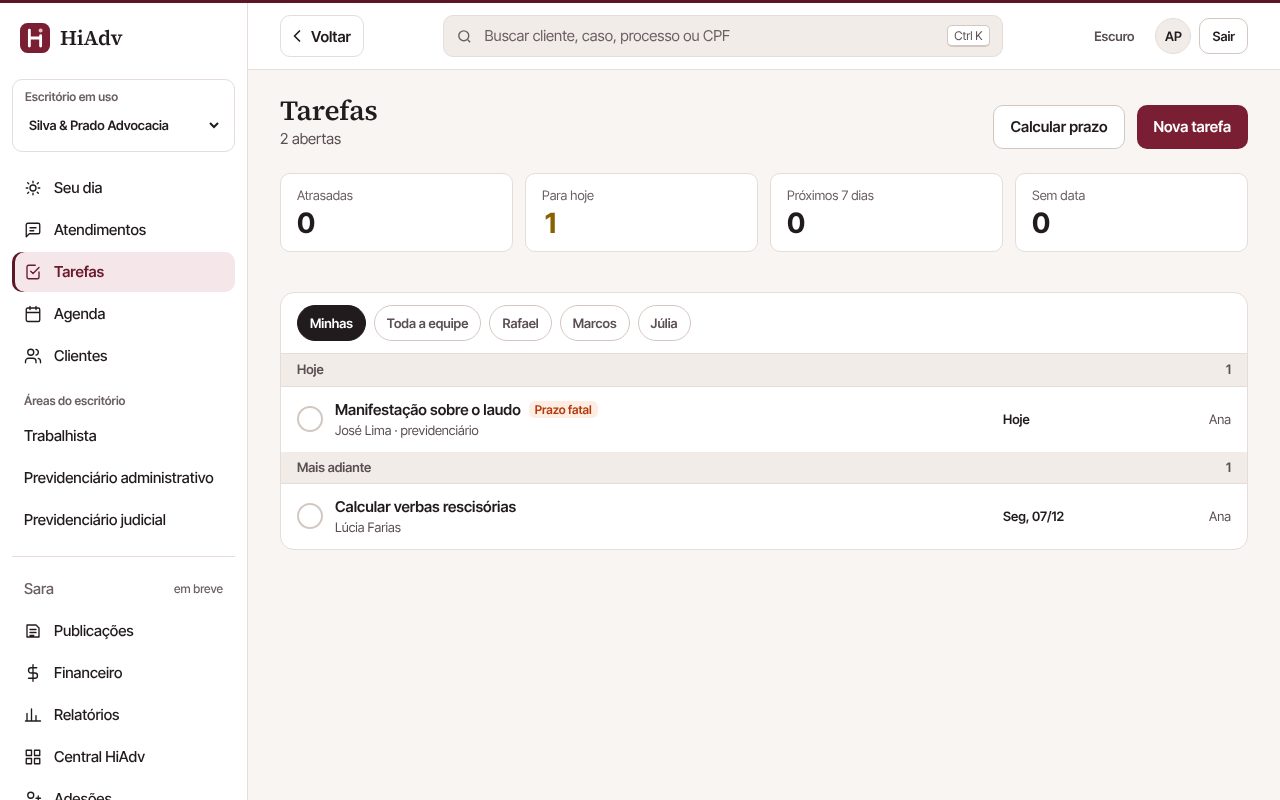 HiAdv
Escritório em uso
Silva & Prado Advocacia
Seu dia
Atendimentos
Tarefas
Agenda
Clientes
Áreas do escritório
Trabalhista
Previdenciário administrativo
Previdenciário judicial
Sara em breve
Publicações
Financeiro
Relatórios
Central HiAdv
Adesões
Voltar
Buscar cliente, caso, processo ou CPF Ctrl K
Escuro AP Sair
Tarefas
2 abertas
Calcular prazo Nova tarefa
Atrasadas
0
Para hoje
1
Próximos 7 dias
0
Sem data
0
Minhas Toda a equipe Rafael Marcos Júlia
Hoje 1
Manifestação sobre o laudo Prazo fatal
José Lima · previdenciário
Hoje Ana
Mais adiante 1
Calcular verbas rescisórias
Lúcia Farias
Seg, 07/12 Ana